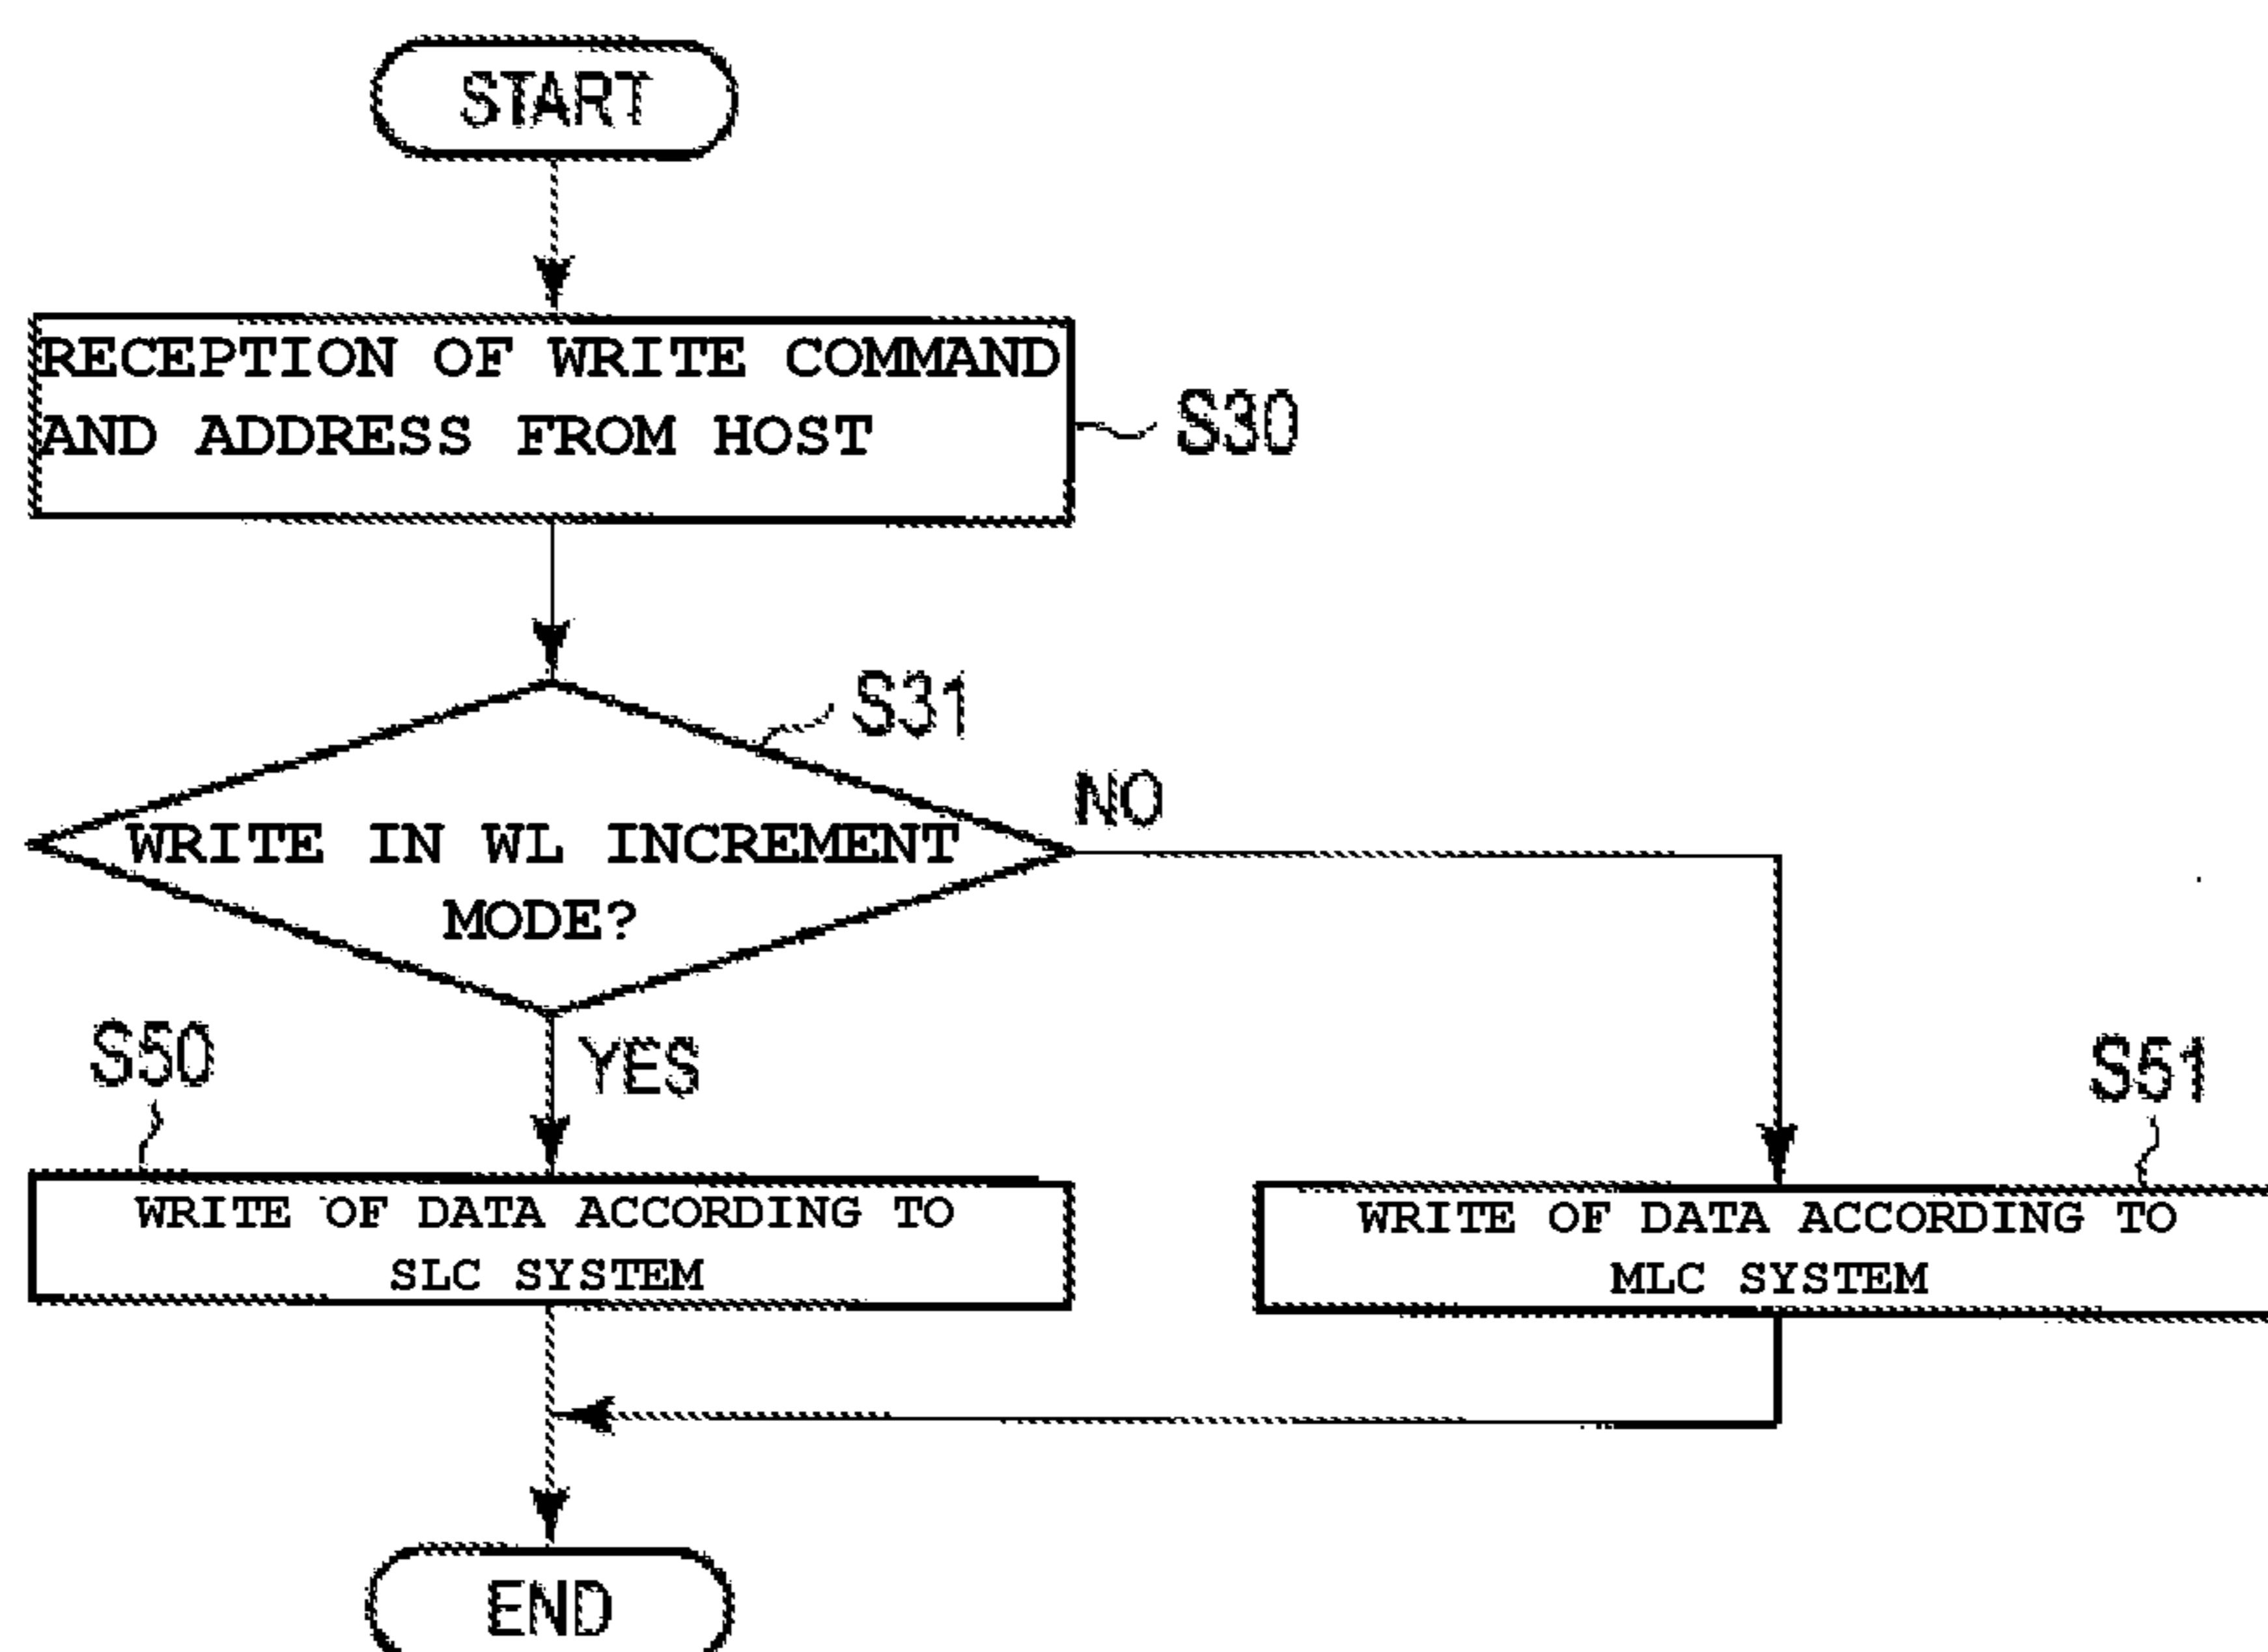 START
RECEPTION OF WRITE COMMAND
AND ADDRESS FROM HOST
S30
S31
WRITE IN WL INCREMENT
MODE?
NO
YES
S50
WRITE OF DATA ACCORDING TO
SLC SYSTEM
S51
WRITE OF DATA ACCORDING TO
MLC SYSTEM
END